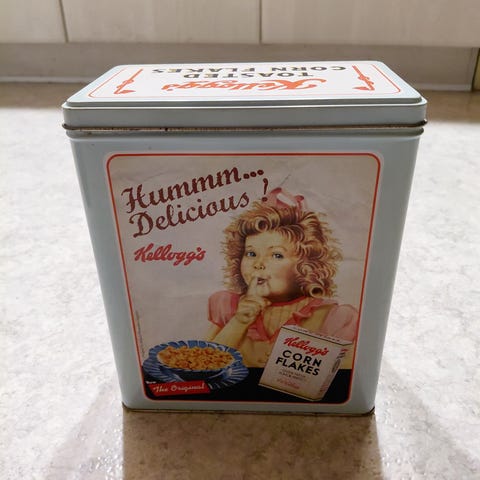 Kellogg's
TOASTED
CORN FLAKES
Hummm...
Delicious!
Kellogg's
Kellogg's
CORN
FLAKES
The Original